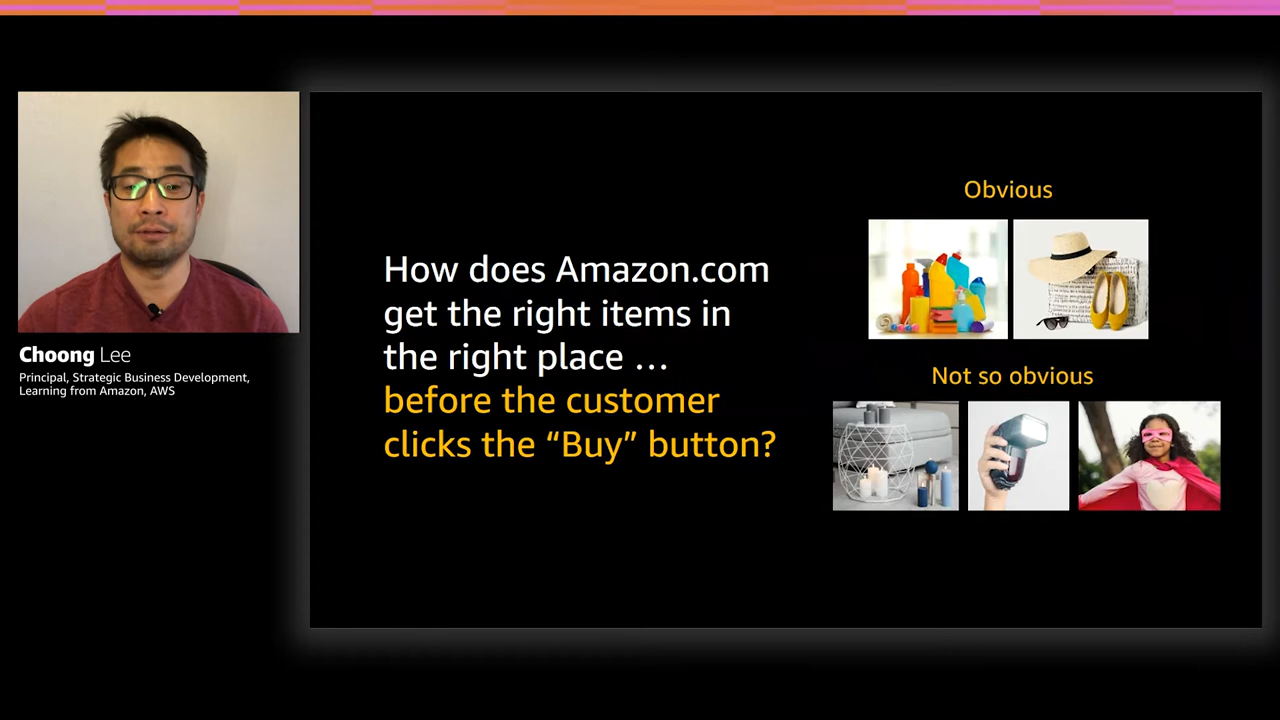 Choong Lee
Principal, Strategic Business Development,
Learning from Amazon, AWS
How does Amazon.com
get the right items in
the right place …
before the customer
clicks the “Buy” button?
Obvious
Not so obvious